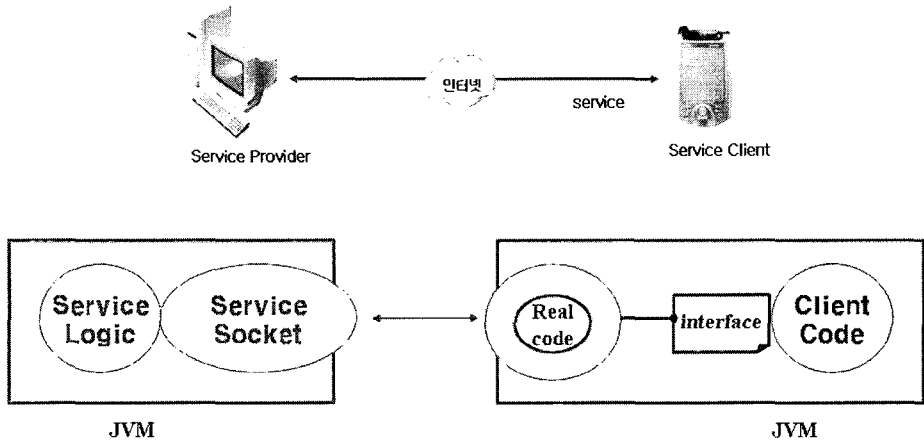 인터넷
service
Service Provider
Service Client
Service
Logic
Service
Socket
Real
code
interface
Client
Code
JVM
JVM